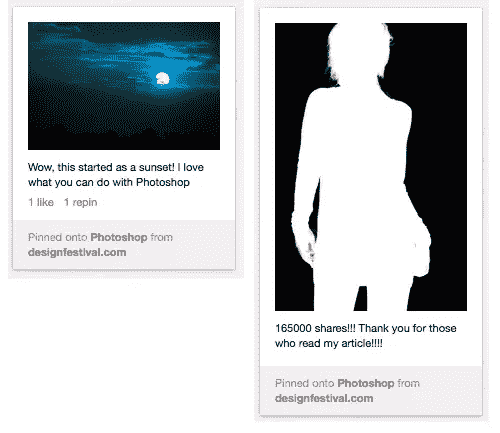 Wow, this started as a sunset! I love
what you can do with Photoshop
1 like 1 repin
Pinned onto Photoshop from
designfestival.com
165000 shares!!! Thank you for those
who read my article!!!!
Pinned onto Photoshop from
designfestival.com